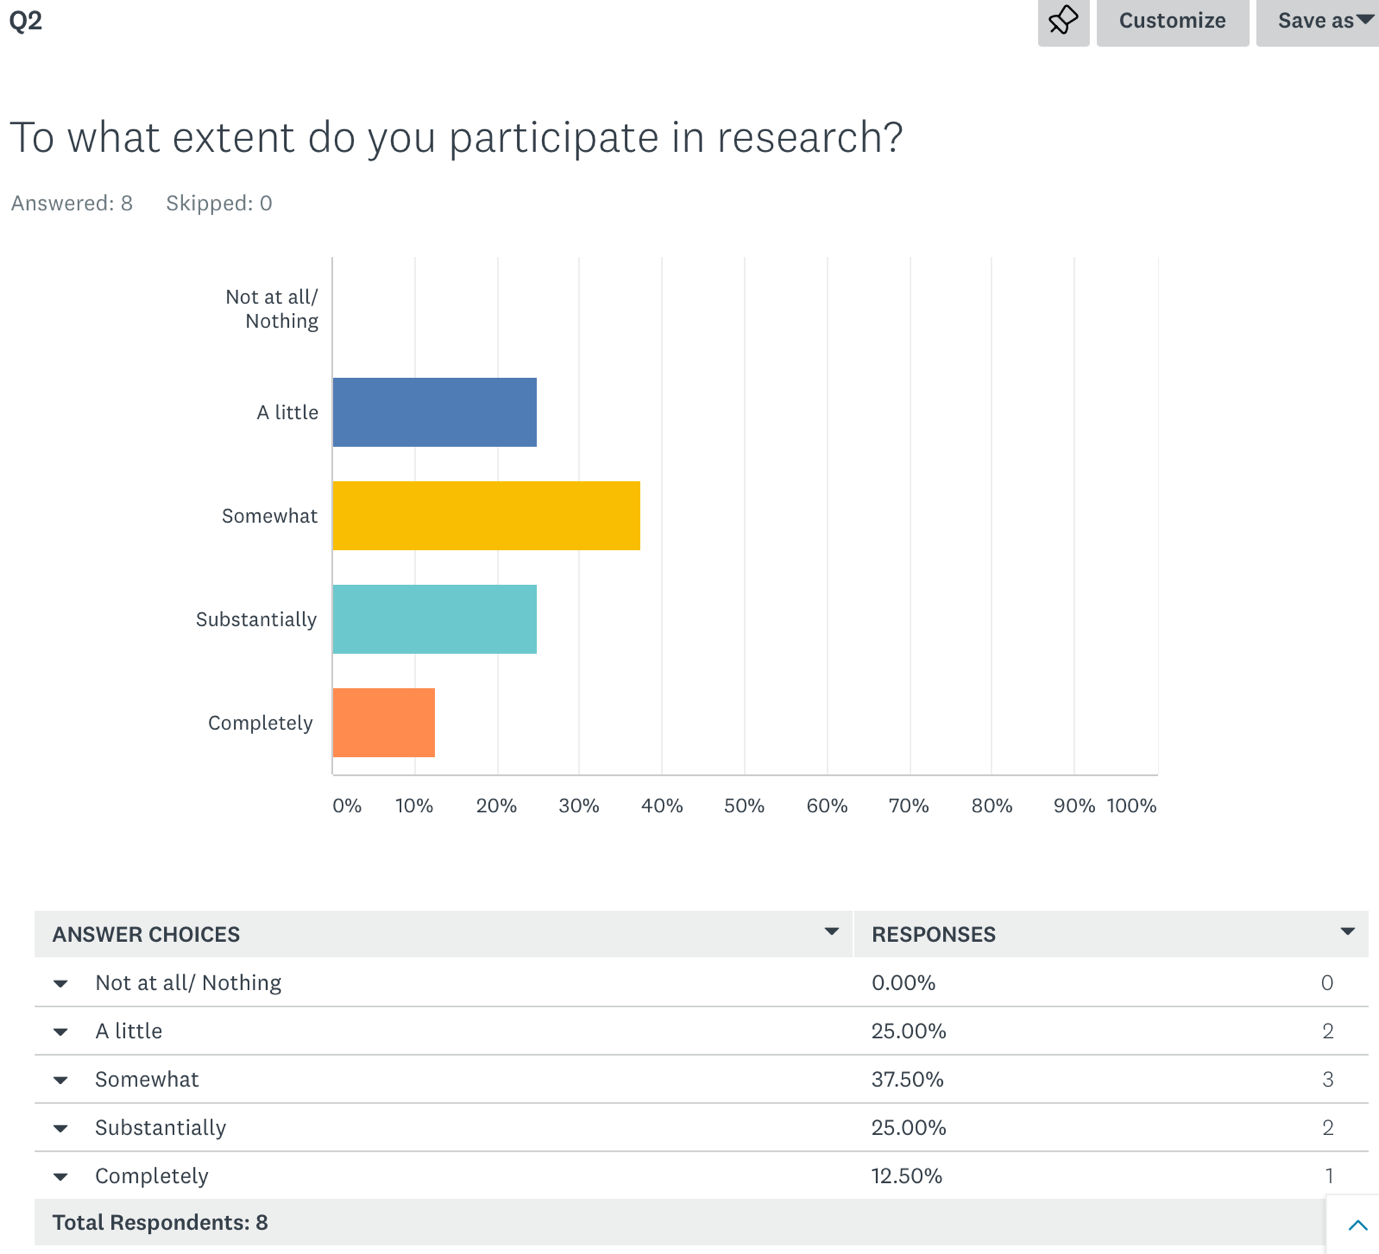 Q2
Customize
Save as
To what extent do you participate in research?
Answered: 8 Skipped: 0
Not at all/
Nothing
A little
Somewhat
Substantially
Completely
0% 10% 20% 30% 40% 50% 60% 70% 80% 90% 100%
ANSWER CHOICES RESPONSES
Not at all/ Nothing 0.00% 0
A little 25.00% 2
Somewhat 37.50% 3
Substantially 25.00% 2
Completely 12.50% 1
Total Respondents: 8